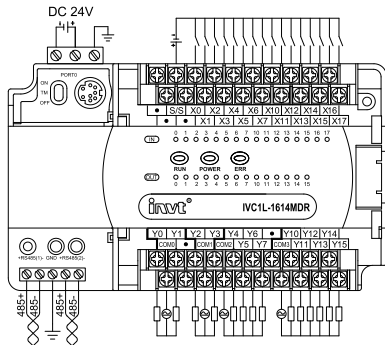 DC 24V
PORT0
ON
TM
OFF
• S/S X0 X2 X4 X6 X10 X12 X14 X16
• • X1 X3 X5 X7 X11 X13 X15 X17
0 1 2 3 4 5 6 7 10 11 12 13 14 15 16 17
IN
RUN POWER ERR
OUT
0 1 2 3 4 5 6 7 10 11 12 13 14 15
invt
IVC1L-1614MDR
Y0 Y1 Y2 Y3 Y4 Y6 • Y10 Y12 Y14
COM0 • COM1 COM2 Y5 Y7 COM3 Y11 Y13 Y15
+RS485(1)- GND +RS485(2)-
485+ 485- 485+ 485-